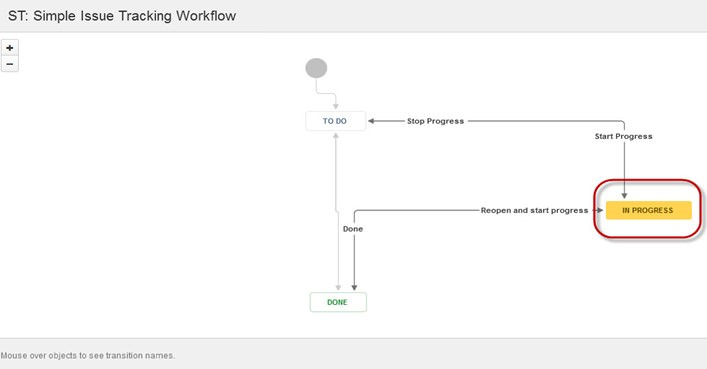 ST: Simple Issue Tracking Workflow
+
−
TO DO
Stop Progress
Start Progress
Reopen and start progress
IN PROGRESS
Done
DONE
Mouse over objects to see transition names.